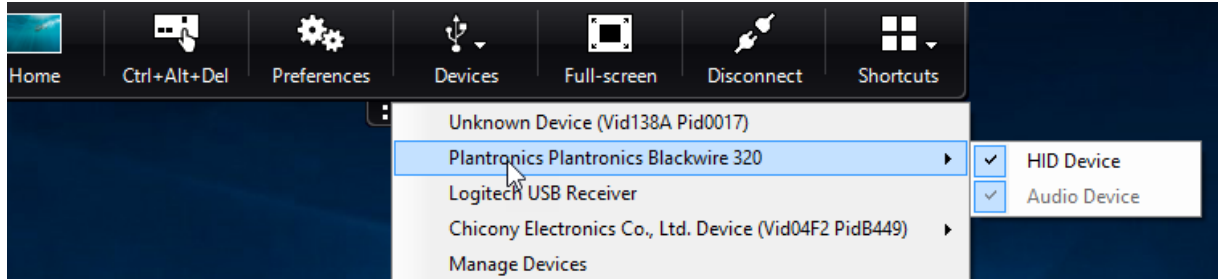 Home
Ctrl+Alt+Del
Preferences
Devices
Full-screen
Disconnect
Shortcuts
Unknown Device (Vid138A Pid0017)
Plantronics Plantronics Blackwire 320
HID Device
Audio Device
Logitech USB Receiver
Chicony Electronics Co., Ltd. Device (Vid04F2 PidB449)
Manage Devices